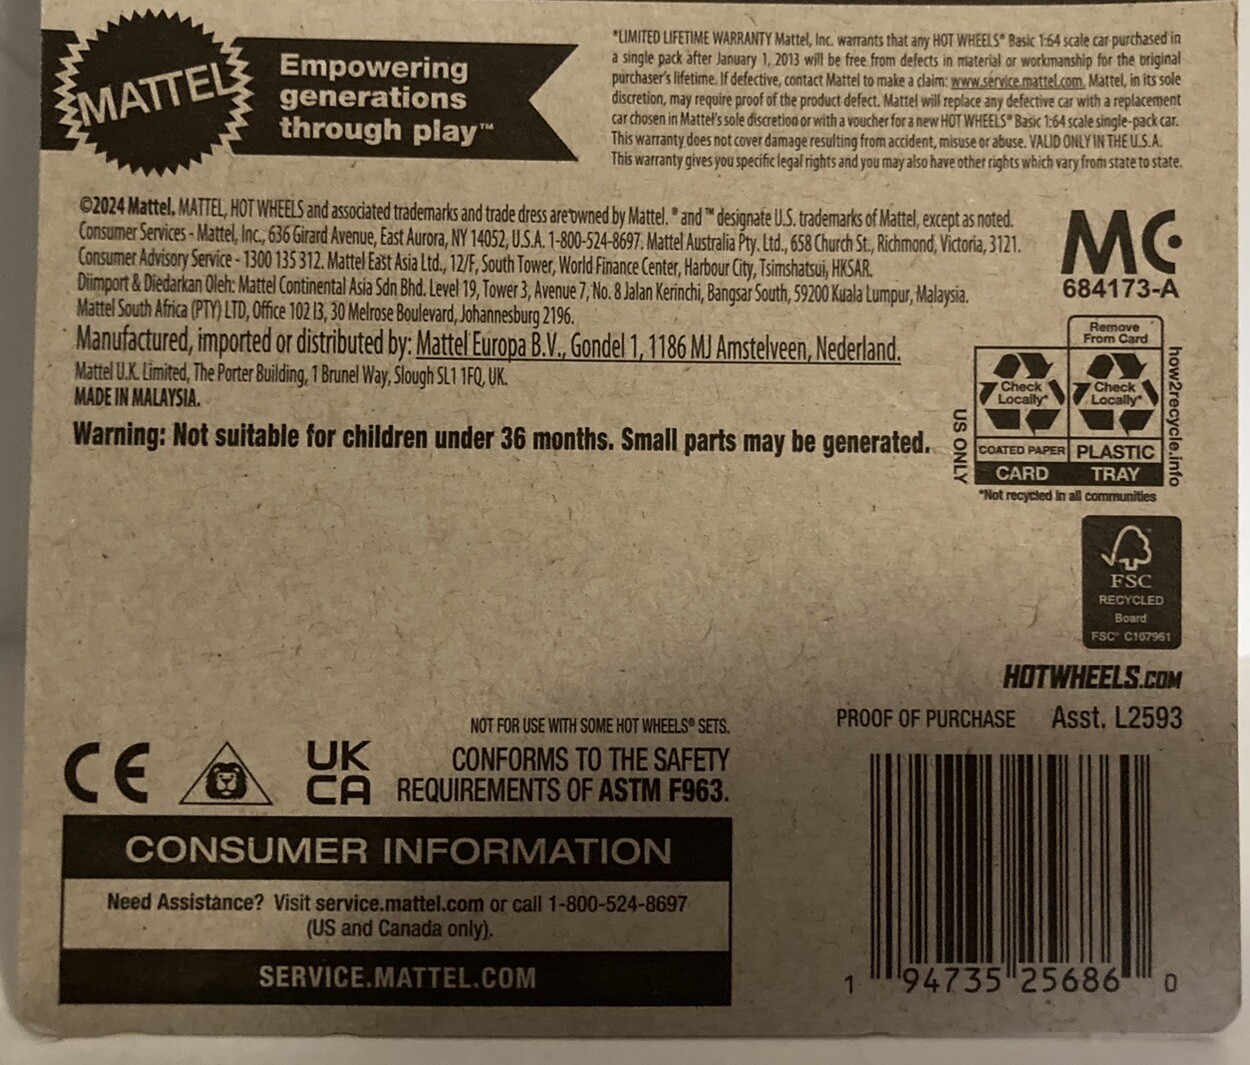 MATTEL
Empowering
generations
through play™
*LIMITED LIFETIME WARRANTY Mattel, Inc. warrants that any HOT WHEELS® Basic 1:64 scale car purchased in
a single pack after January 1, 2013 will be free from defects in material or workmanship for the original
purchaser's lifetime. If defective, contact Mattel to make a claim: www.service.mattel.com. Mattel, in its sole
discretion, may require proof of the product defect. Mattel will replace any defective car with a replacement
car chosen in Mattel's sole discretion or with a voucher for a new HOT WHEELS® Basic 1:64 scale single-pack car.
This warranty does not cover damage resulting from accident, misuse or abuse. VALID ONLY IN THE U.S.A.
This warranty gives you specific legal rights and you may also have other rights which vary from state to state.
©2024 Mattel. MATTEL, HOT WHEELS and associated trademarks and trade dress are owned by Mattel. ® and ™ designate U.S. trademarks of Mattel, except as noted.
Consumer Services - Mattel, Inc., 636 Girard Avenue, East Aurora, NY 14052, U.S.A. 1-800-524-8697. Mattel Australia Pty. Ltd., 658 Church St., Richmond, Victoria, 3121.
Consumer Advisory Service - 1300 135 312. Mattel East Asia Ltd., 12/F, South Tower, World Finance Center, Harbour City, Tsimshatsui, HKSAR.
Diimport & Diedarkan Oleh: Mattel Continental Asia Sdn Bhd. Level 19, Tower 3, Avenue 7, No. 8 Jalan Kerinchi, Bangsar South, 59200 Kuala Lumpur, Malaysia.
Mattel South Africa (PTY) LTD, Office 102 I3, 30 Melrose Boulevard, Johannesburg 2196.
Manufactured, imported or distributed by: Mattel Europa B.V., Gondel 1, 1186 MJ Amstelveen, Nederland.
Mattel U.K. Limited, The Porter Building, 1 Brunel Way, Slough SL1 1FQ, UK.
MADE IN MALAYSIA.
Warning: Not suitable for children under 36 months. Small parts may be generated.
MC
684173-A
Remove
From Card
Check
Locally*
Check
Locally*
COATED PAPER
PLASTIC
CARD
TRAY
US ONLY
how2recycle.info
*Not recycled in all communities
FSC
RECYCLED
Board
FSC® C107961
HOTWHEELS.COM
PROOF OF PURCHASE Asst. L2593
1 94735 25686 0
NOT FOR USE WITH SOME HOT WHEELS® SETS.
CONFORMS TO THE SAFETY
REQUIREMENTS OF ASTM F963.
CE
UK
CA
CONSUMER INFORMATION
Need Assistance? Visit service.mattel.com or call 1-800-524-8697
(US and Canada only).
SERVICE.MATTEL.COM